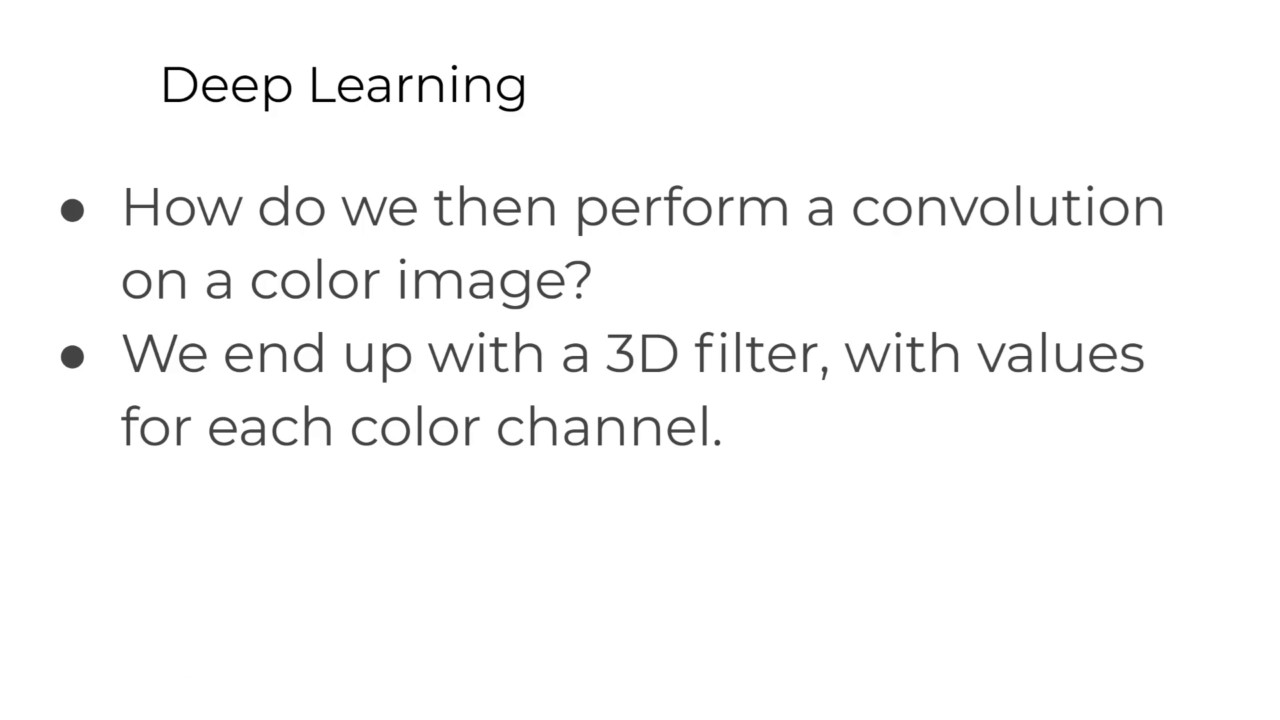 Deep Learning
● How do we then perform a convolution
on a color image?
● We end up with a 3D filter, with values
for each color channel.